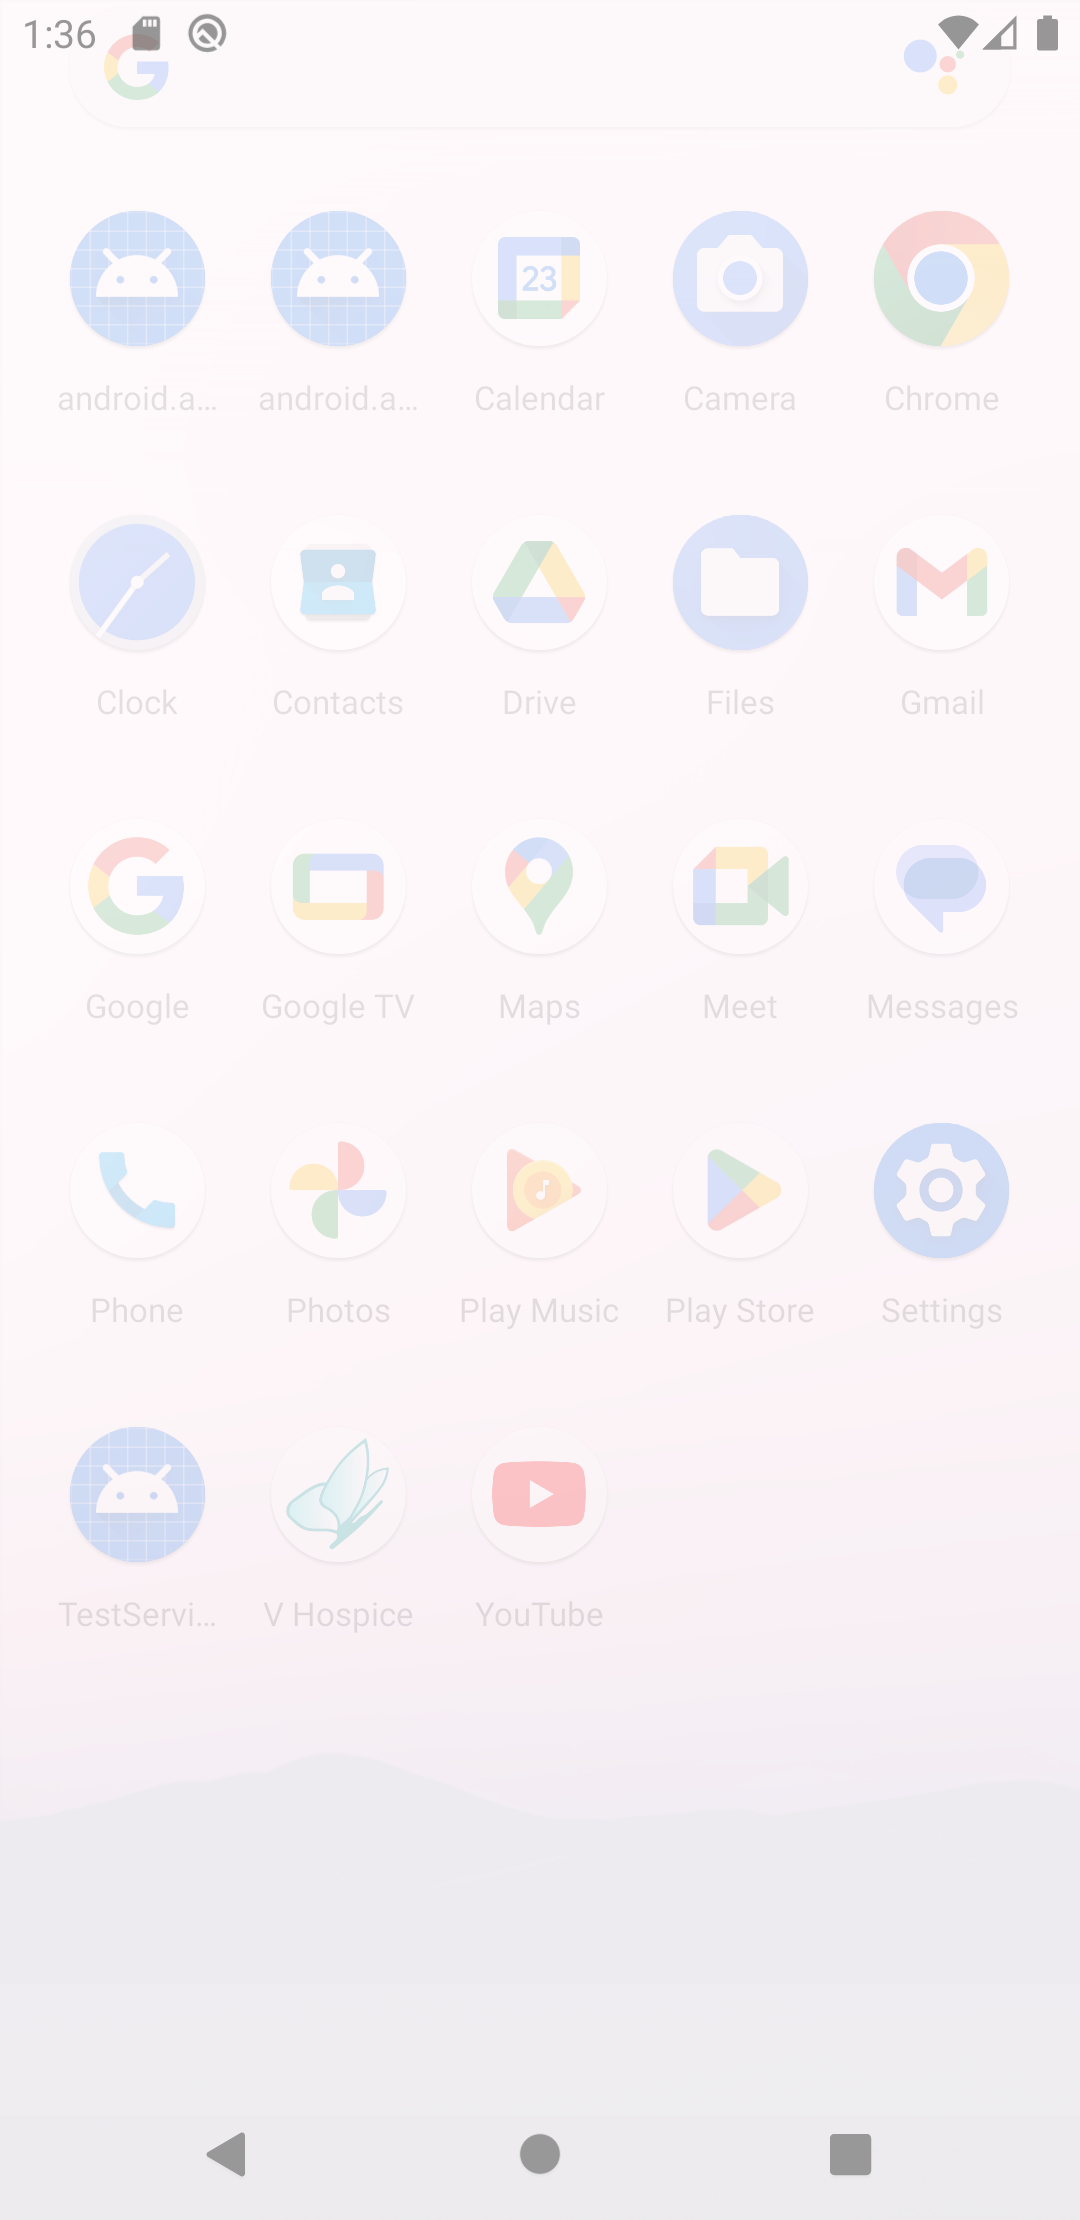 1:36
23
android.a... android.a... Calendar Camera Chrome
Clock Contacts Drive Files Gmail
Google Google TV Maps Meet Messages
Phone Photos Play Music Play Store Settings
TestServi... V Hospice YouTube